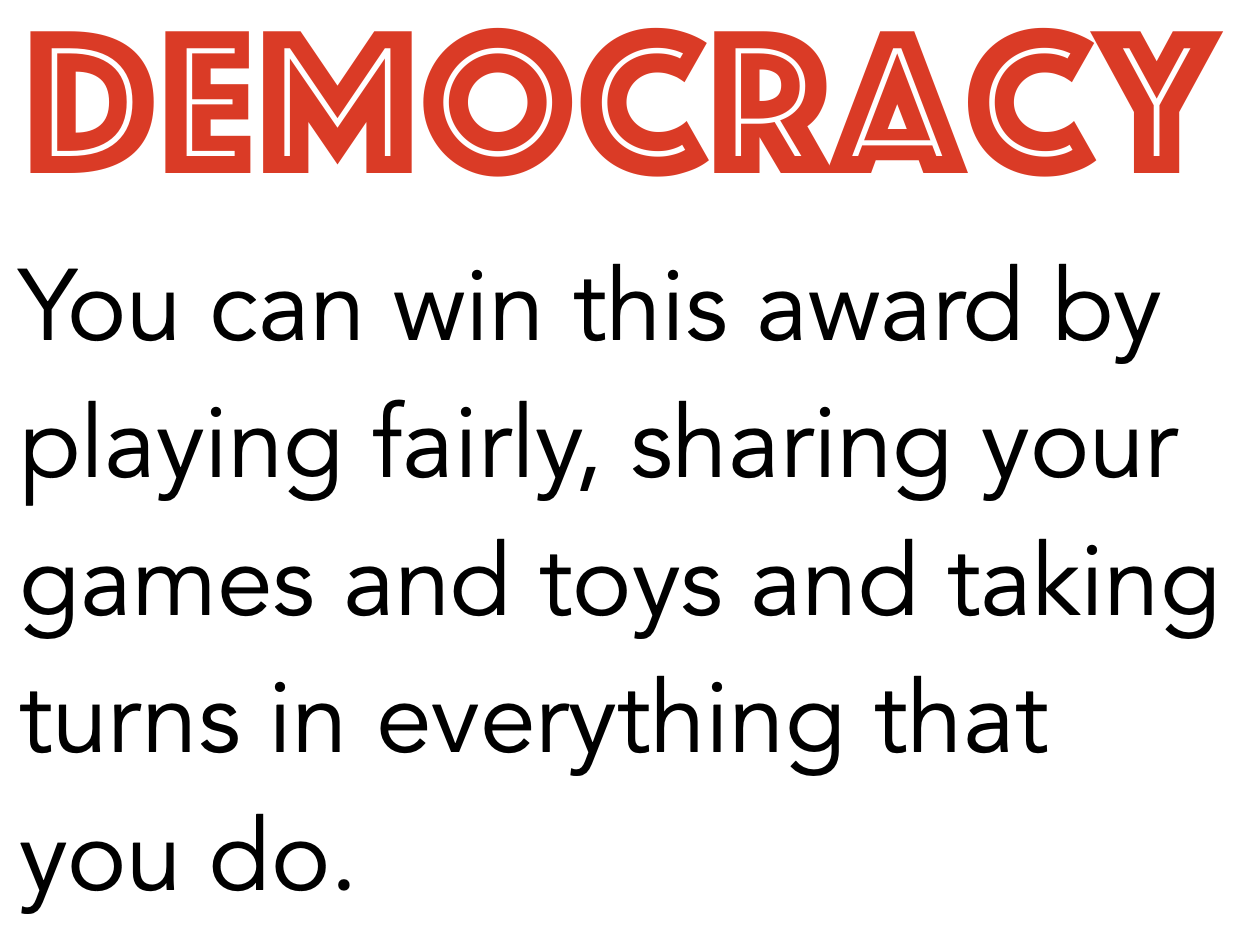 DEMOCRACY
You can win this award by
playing fairly, sharing your
games and toys and taking
turns in everything that
you do.